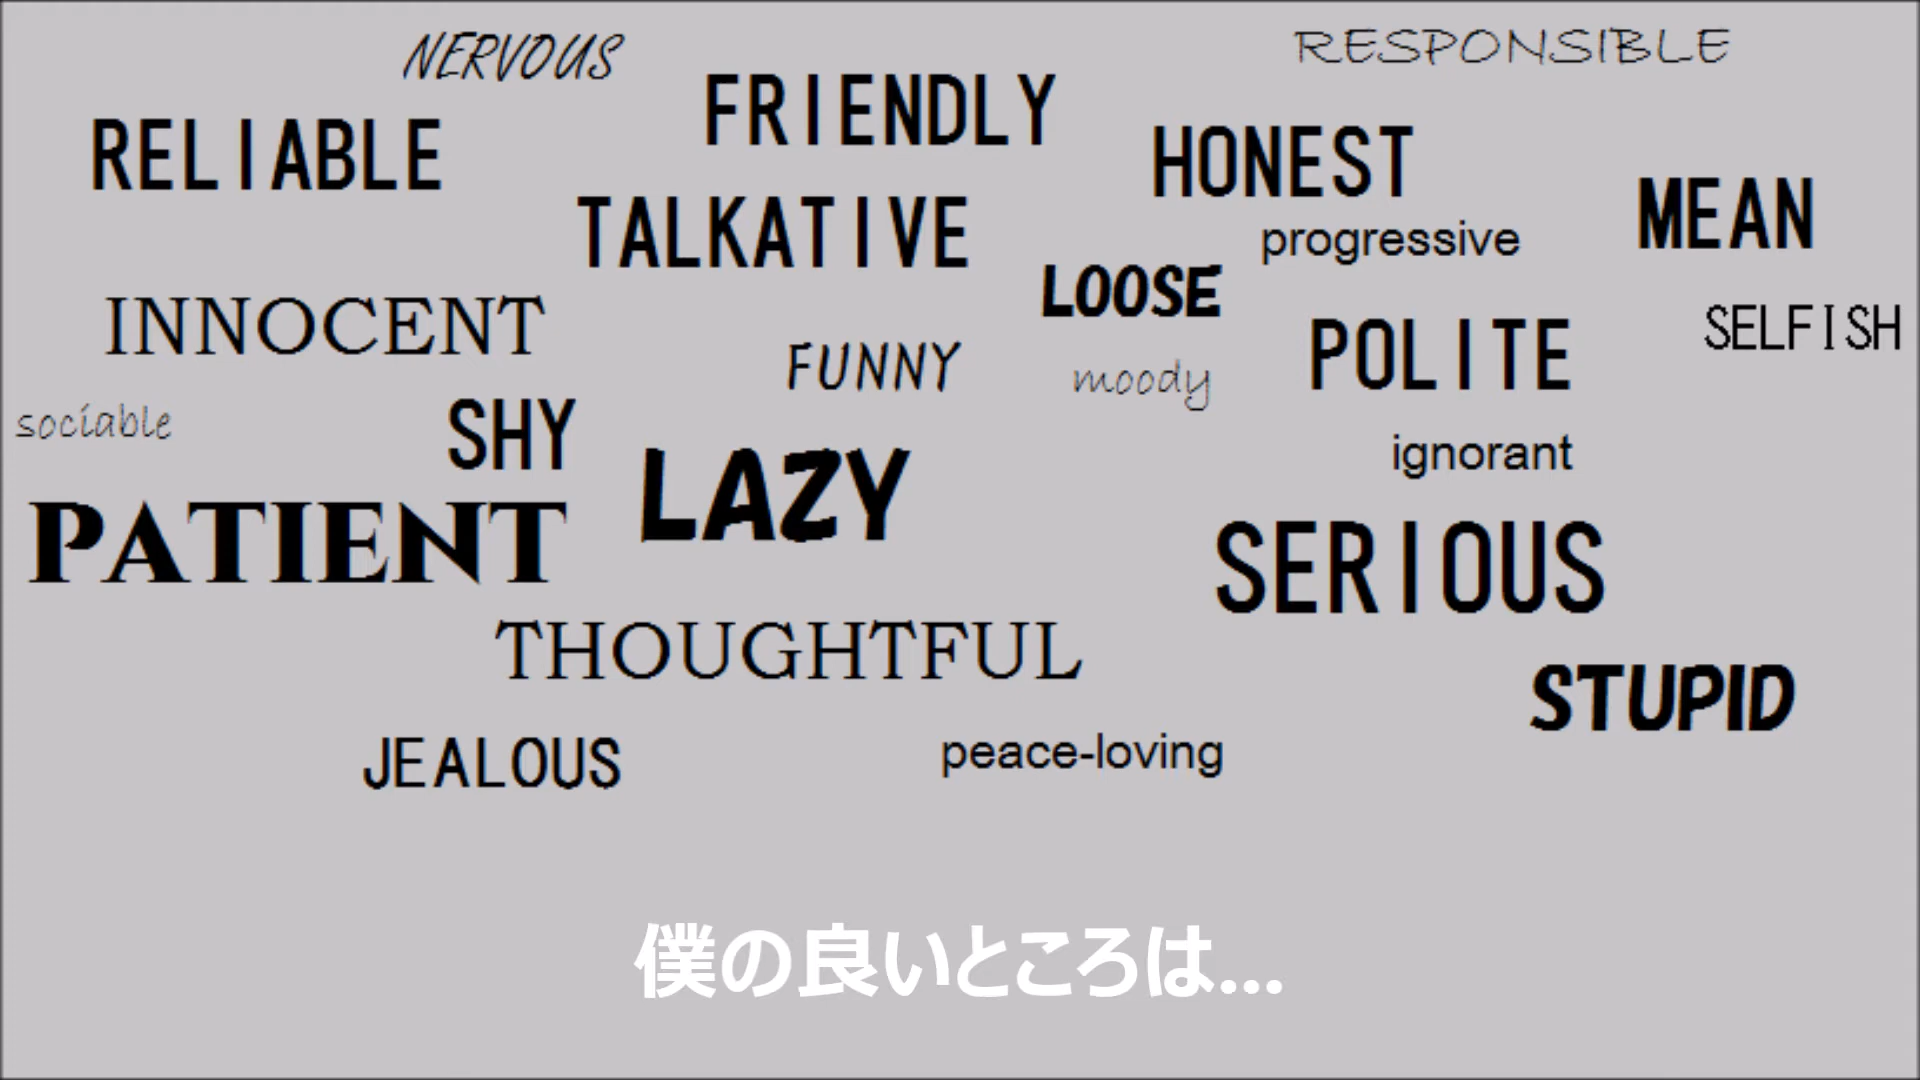 NERVOUS
RESPONSIBLE
FRIENDLY
RELIABLE
HONEST
MEAN
TALKATIVE
progressive
LOOSE
INNOCENT
SELFISH
FUNNY
POLITE
moody
sociable
SHY
ignorant
LAZY
PATIENT
SERIOUS
THOUGHTFUL
STUPID
JEALOUS
peace-loving
僕の良いところは...